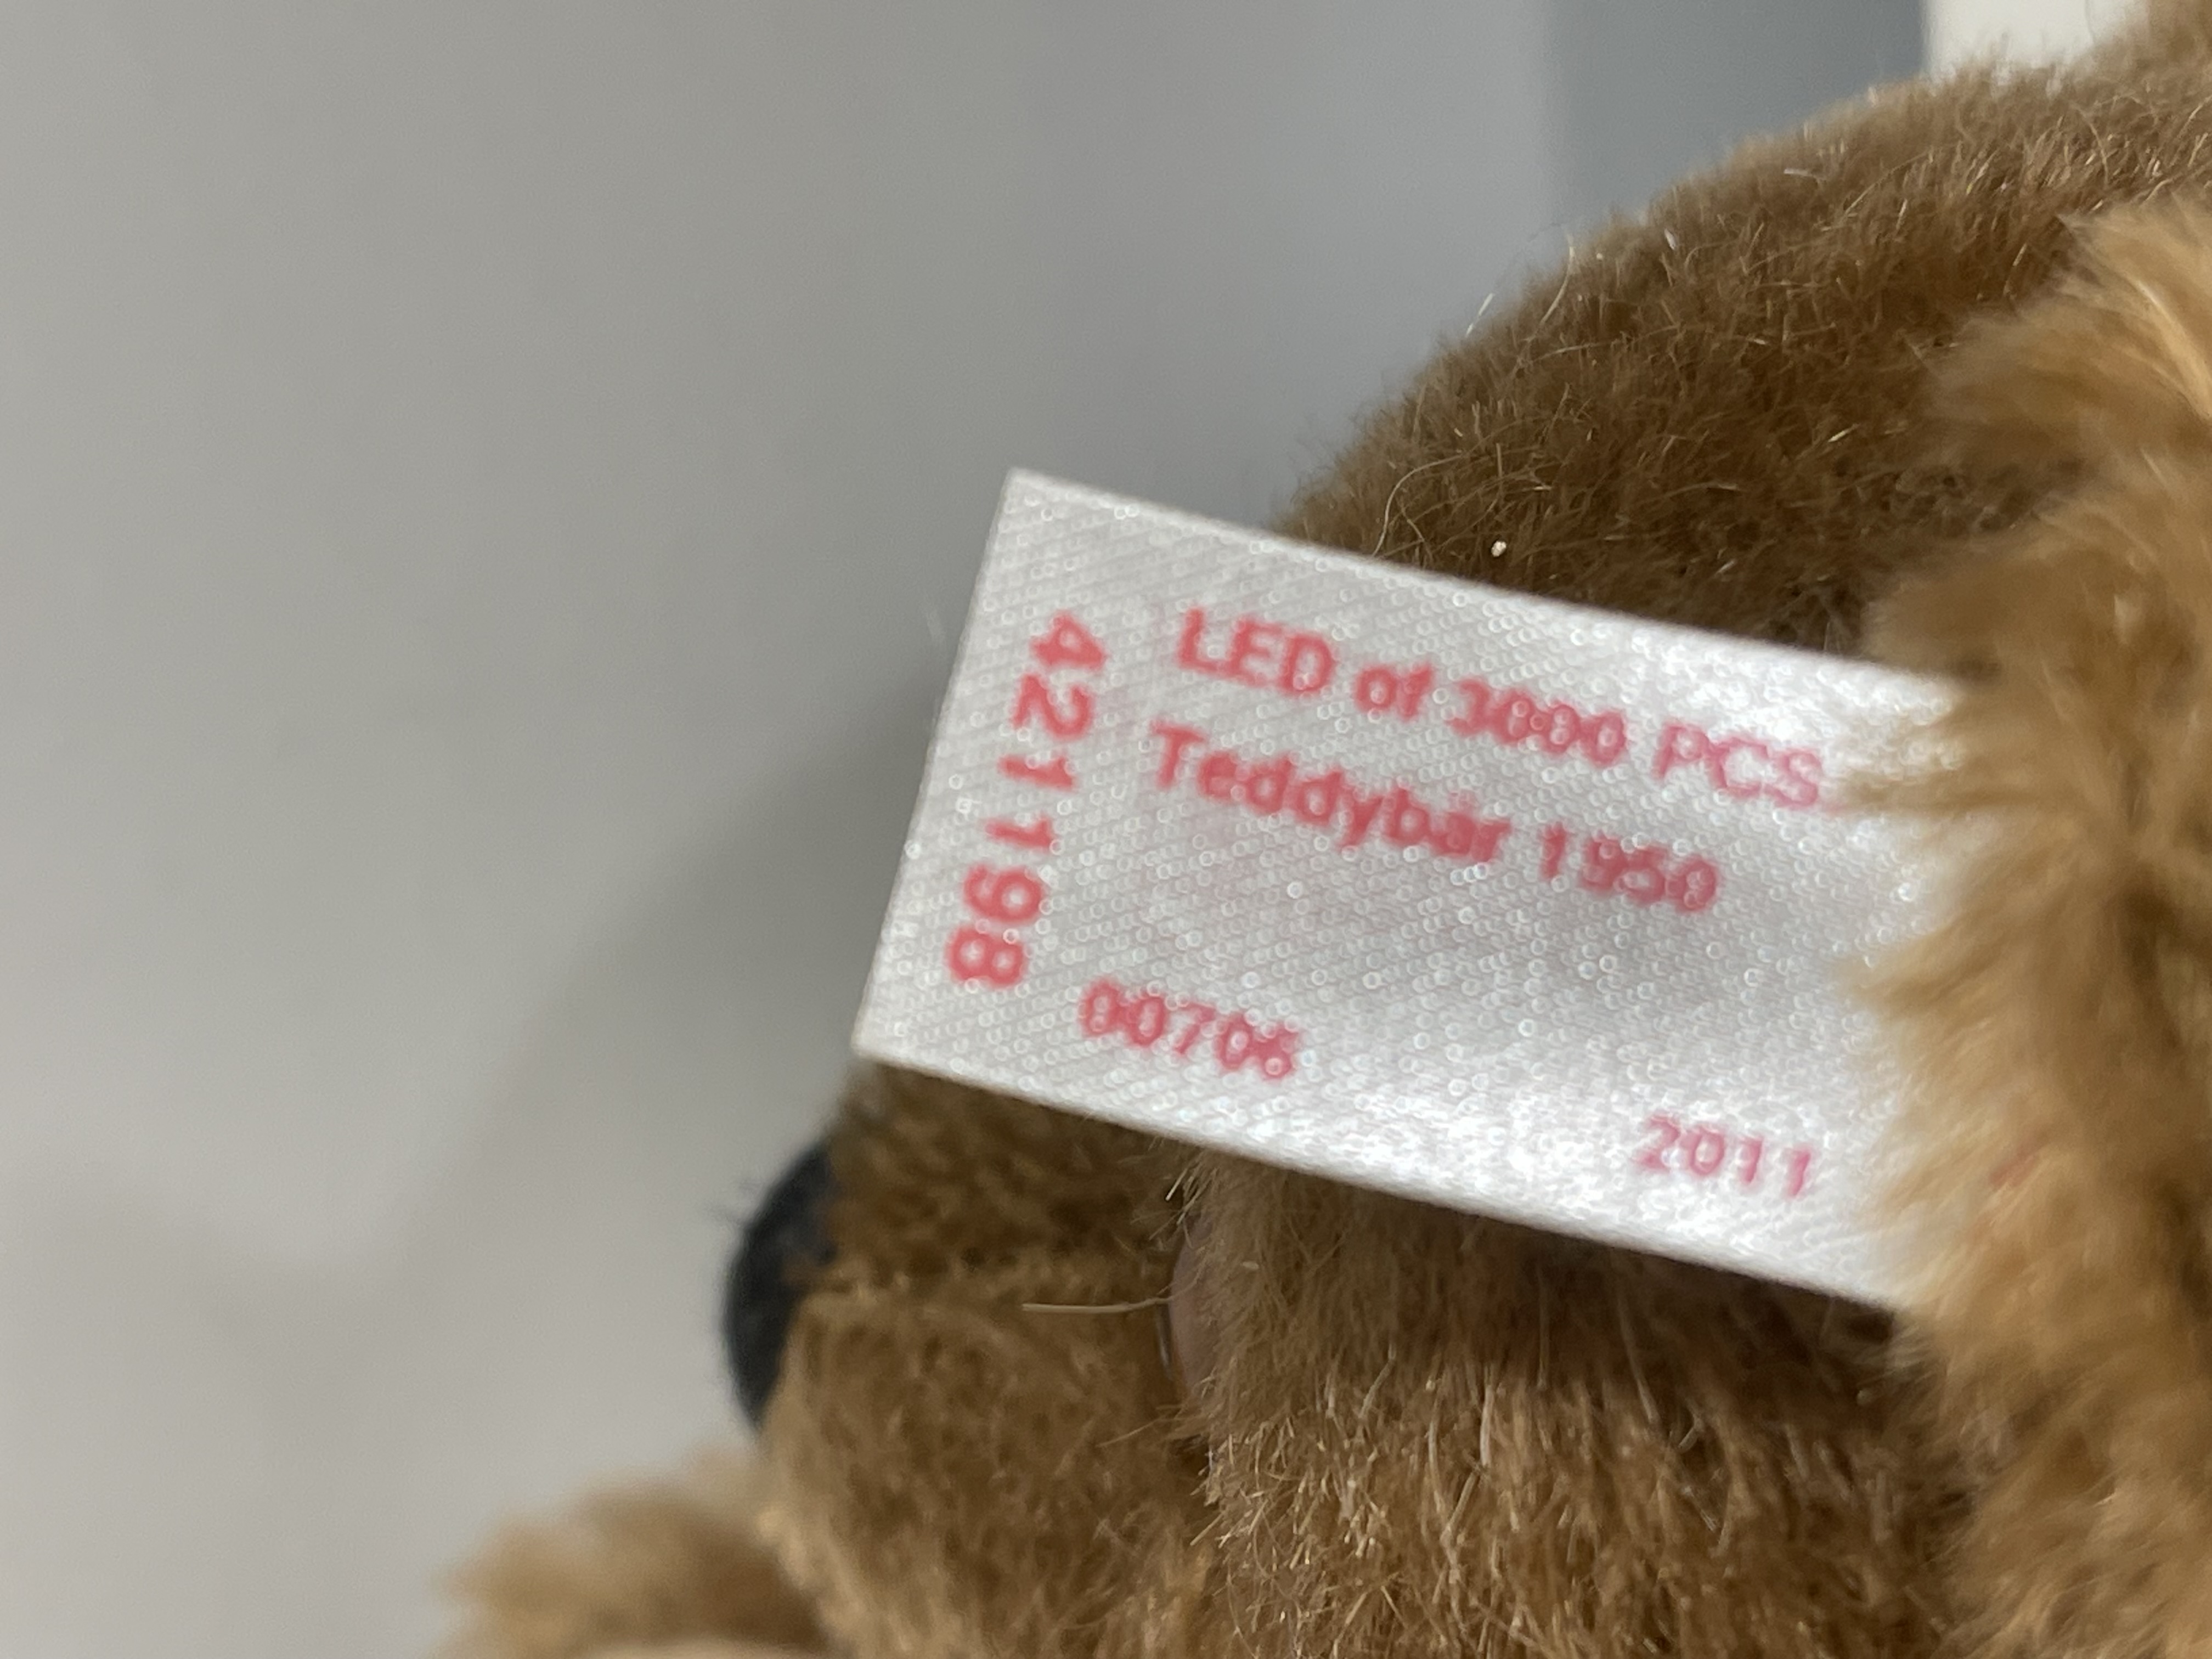 LED of 3000 PCS.
Teddybär 1950
421198
00706
2011